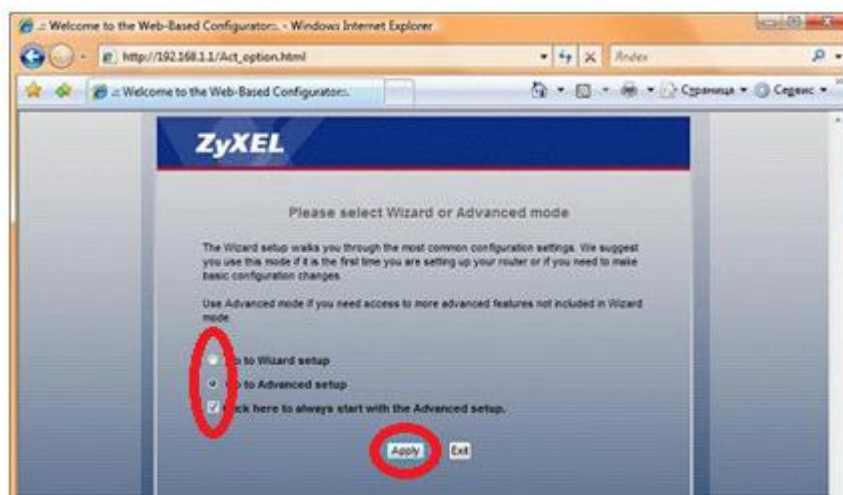 .:: Welcome to the Web-Based Configurator::. - Windows Internet Explorer
http://192.168.1.1/Act_option.html
Яndex
.:: Welcome to the Web-Based Configurator::.
Страница
Сервис
ZyXEL
Please select Wizard or Advanced mode
The Wizard setup walks you through the most common configuration settings. We suggest
you use this mode if it is the first time you are setting up your router or if you need to make
basic configuration changes.
Use Advanced mode if you need access to more advanced features not included in Wizard
mode.
to Wizard setup
to Advanced setup
here to always start with the Advanced setup.
Apply
Exit